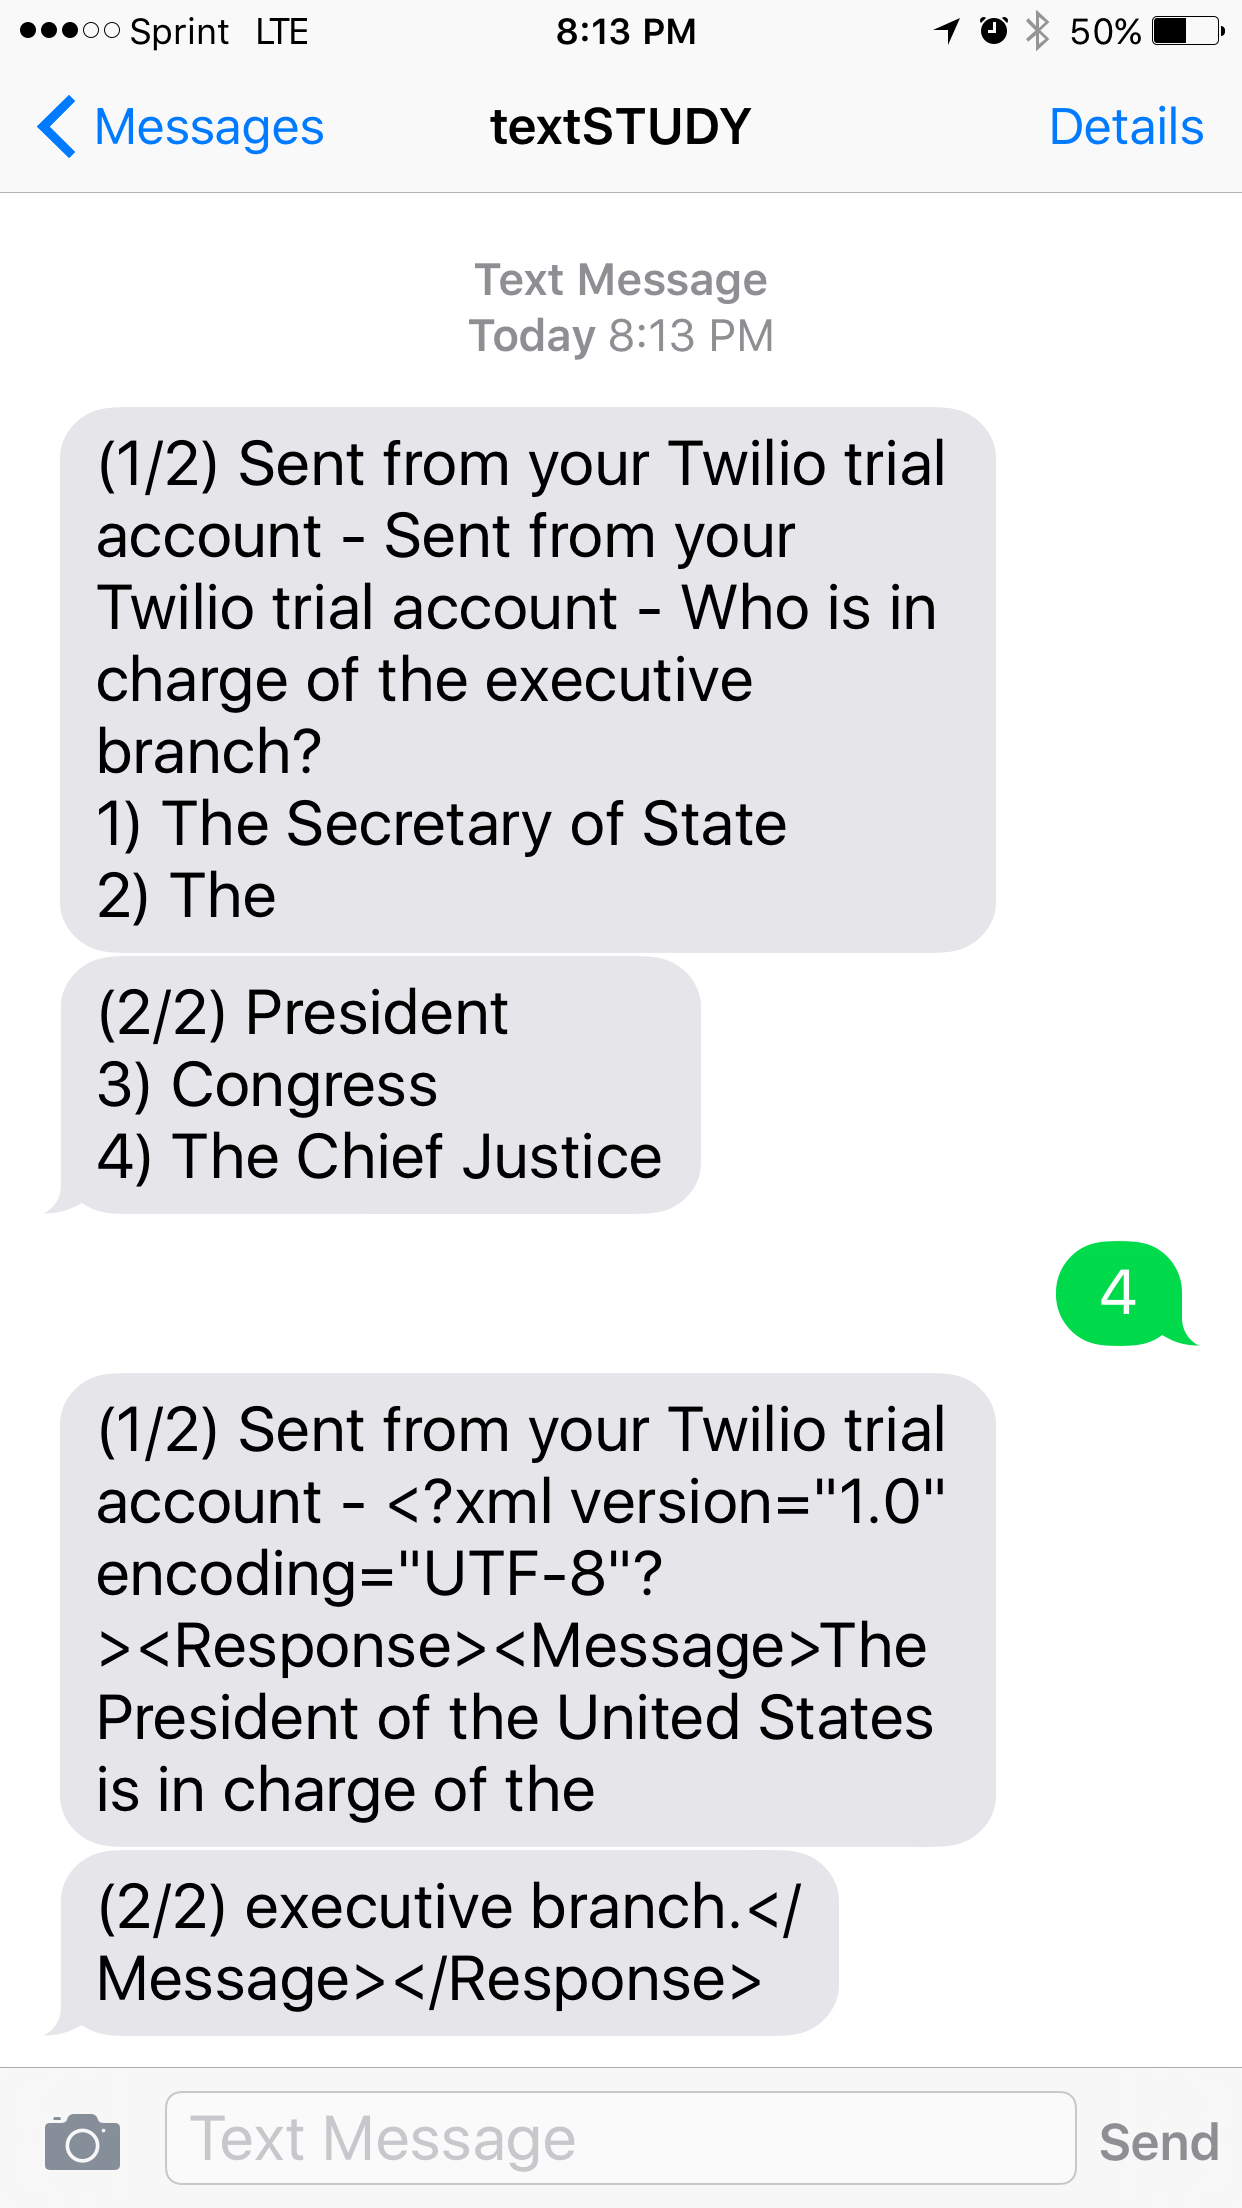 Sprint LTE 8:13 PM 50%
Messages textSTUDY Details
Text Message
Today 8:13 PM
(1/2) Sent from your Twilio trial
account - Sent from your
Twilio trial account - Who is in
charge of the executive
branch?
1) The Secretary of State
2) The
(2/2) President
3) Congress
4) The Chief Justice
4
(1/2) Sent from your Twilio trial
account - <?xml version="1.0"
encoding="UTF-8"?
><Response><Message>The
President of the United States
is in charge of the
(2/2) executive branch.</
Message></Response>
Text Message Send